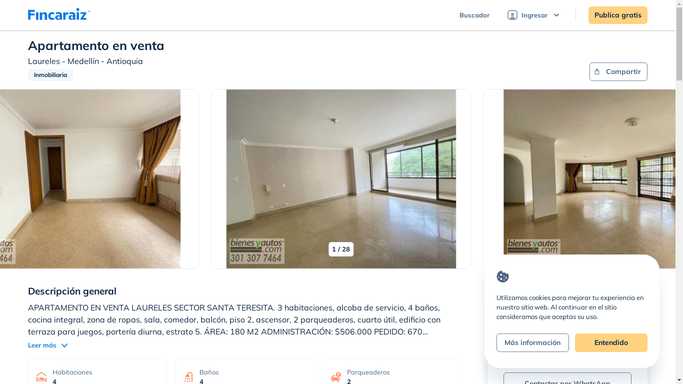 Fincaraiz
Buscador
Ingresar
Publica gratis
Apartamento en venta
Laureles - Medellín - Antioquia
Inmobiliaria
Compartir
autos
.com
7464
bienesyautos
.com
301 307 7464
1 / 28
bienesyautos
.com
Descripción general
APARTAMENTO EN VENTA LAURELES SECTOR SANTA TERESITA. 3 habitaciones, alcoba de servicio, 4 baños,
cocina integral, zona de ropas, sala, comedor, balcón, piso 2, ascensor, 2 parqueaderos, cuarto útil, edificio con
terraza para juegos, portería diurna, estrato 5. ÁREA: 180 M2 ADMINISTRACIÓN: $506.000 PEDIDO: 670...
Leer más
Habitaciones
4
Baños
4
Parqueaderos
2
Utilizamos cookies para mejorar tu experiencia en
nuestro sitio web. Al continuar en el sitio
consideramos que aceptas su uso.
Más información
Entendido
Contactar por WhatsApp